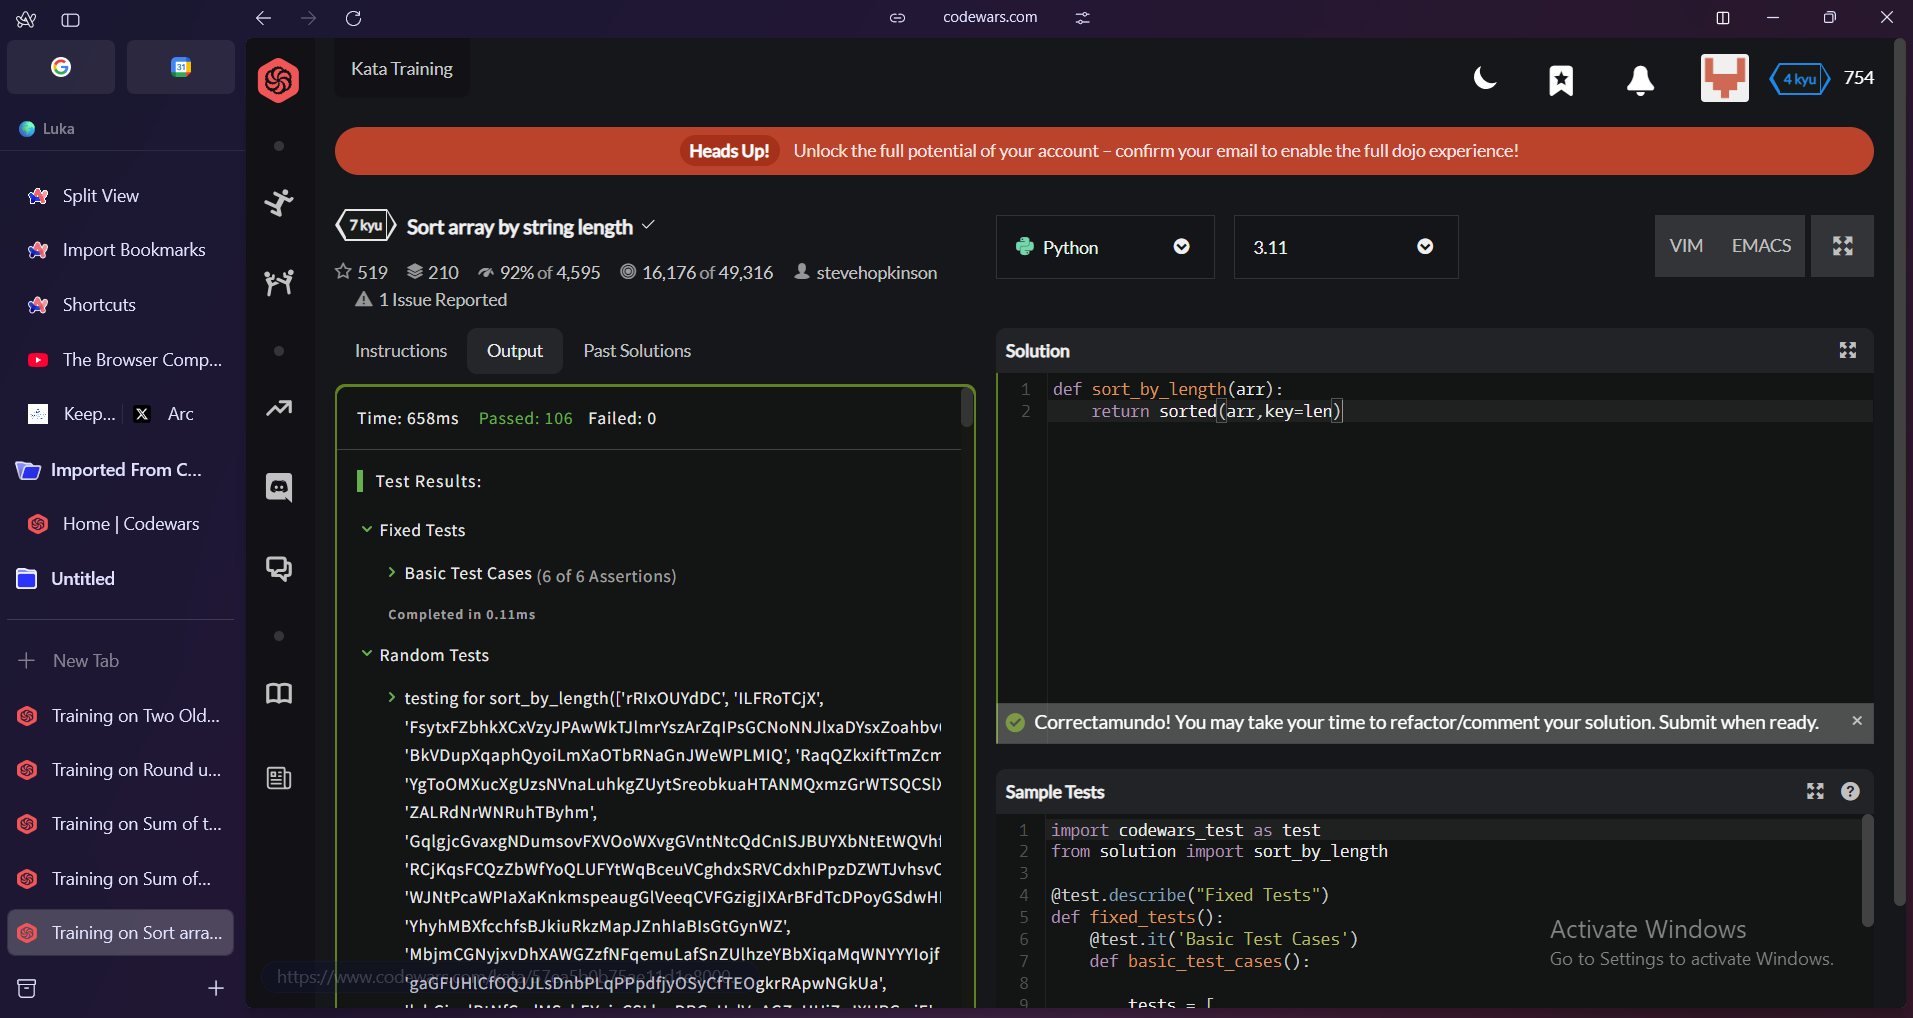 codewars.com
31
Luka
Split View
Import Bookmarks
Shortcuts
The Browser Comp...
Keep... Arc
Imported From C...
Home | Codewars
Untitled
New Tab
Training on Two Old...
Training on Round u...
Training on Sum of t...
Training on Sum of...
Training on Sort arra...
Kata Training
4 kyu 754
Heads Up! Unlock the full potential of your account – confirm your email to enable the full dojo experience!
7 kyu Sort array by string length
519 210 92% of 4,595 16,176 of 49,316 stevehopkinson
1 Issue Reported
Python
3.11
VIM EMACS
Instructions Output Past Solutions
Time: 658ms Passed: 106 Failed: 0
Test Results:
Fixed Tests
Basic Test Cases (6 of 6 Assertions)
Completed in 0.11ms
Random Tests
testing for sort_by_length(['rRIxOUYdDC', 'ILFRoTCjX',
'FsytxFZbhkXCxVzyJPAwWkTJlmrYszArZqIPsGCNoNNJlxaDYsxZoahbv
'BkVDupXqaphQyoiLmXaOTbRNaGnJWeWPLMIQ', 'RaqQZkxiftTmZcm
'YgToOMXucXgUzsNVnaLuhkgZUytSreobkuaHTANMQxmzGrWTSQCSl
'ZALRdNrWNRuhTByhm',
'GqlgjcGvaxgNDumsovFXVOoWXvgGVntNtcQdCnISJBUYXbNtEtWQVh
'RCjKqsFCQzZbWfYoQLUFYtWqBceuVCghdxSRVCdxhIPpzDZWTJvhsv
'WJNtPcaWPIaXaKnkmspeaugGlVeeqCVFGzigjIXArBFdTcDPoyGSdwH
'YhyhMBXfcchfsBJkiuRkzMapJZnhIaBIsGtGynWZ',
'MbjmCGNyjxvDhXAWGZzfNFqemuLafSnZUlhzeYBbXiqaMqWNYYYIojf
'gaGFUHlCfOQJJLsDnbPLqPPpdfjyOSyCfTEOgkrRApwNGkUa',
Solution
1 def sort_by_length(arr):
2 return sorted(arr,key=len)
Correctamundo! You may take your time to refactor/comment your solution. Submit when ready.
Sample Tests
1 import codewars_test as test
2 from solution import sort_by_length
3
4 @test.describe("Fixed Tests")
5 def fixed_tests():
6 @test.it('Basic Test Cases')
7 def basic_test_cases():
8
9 tests = [
Activate Windows
Go to Settings to activate Windows.